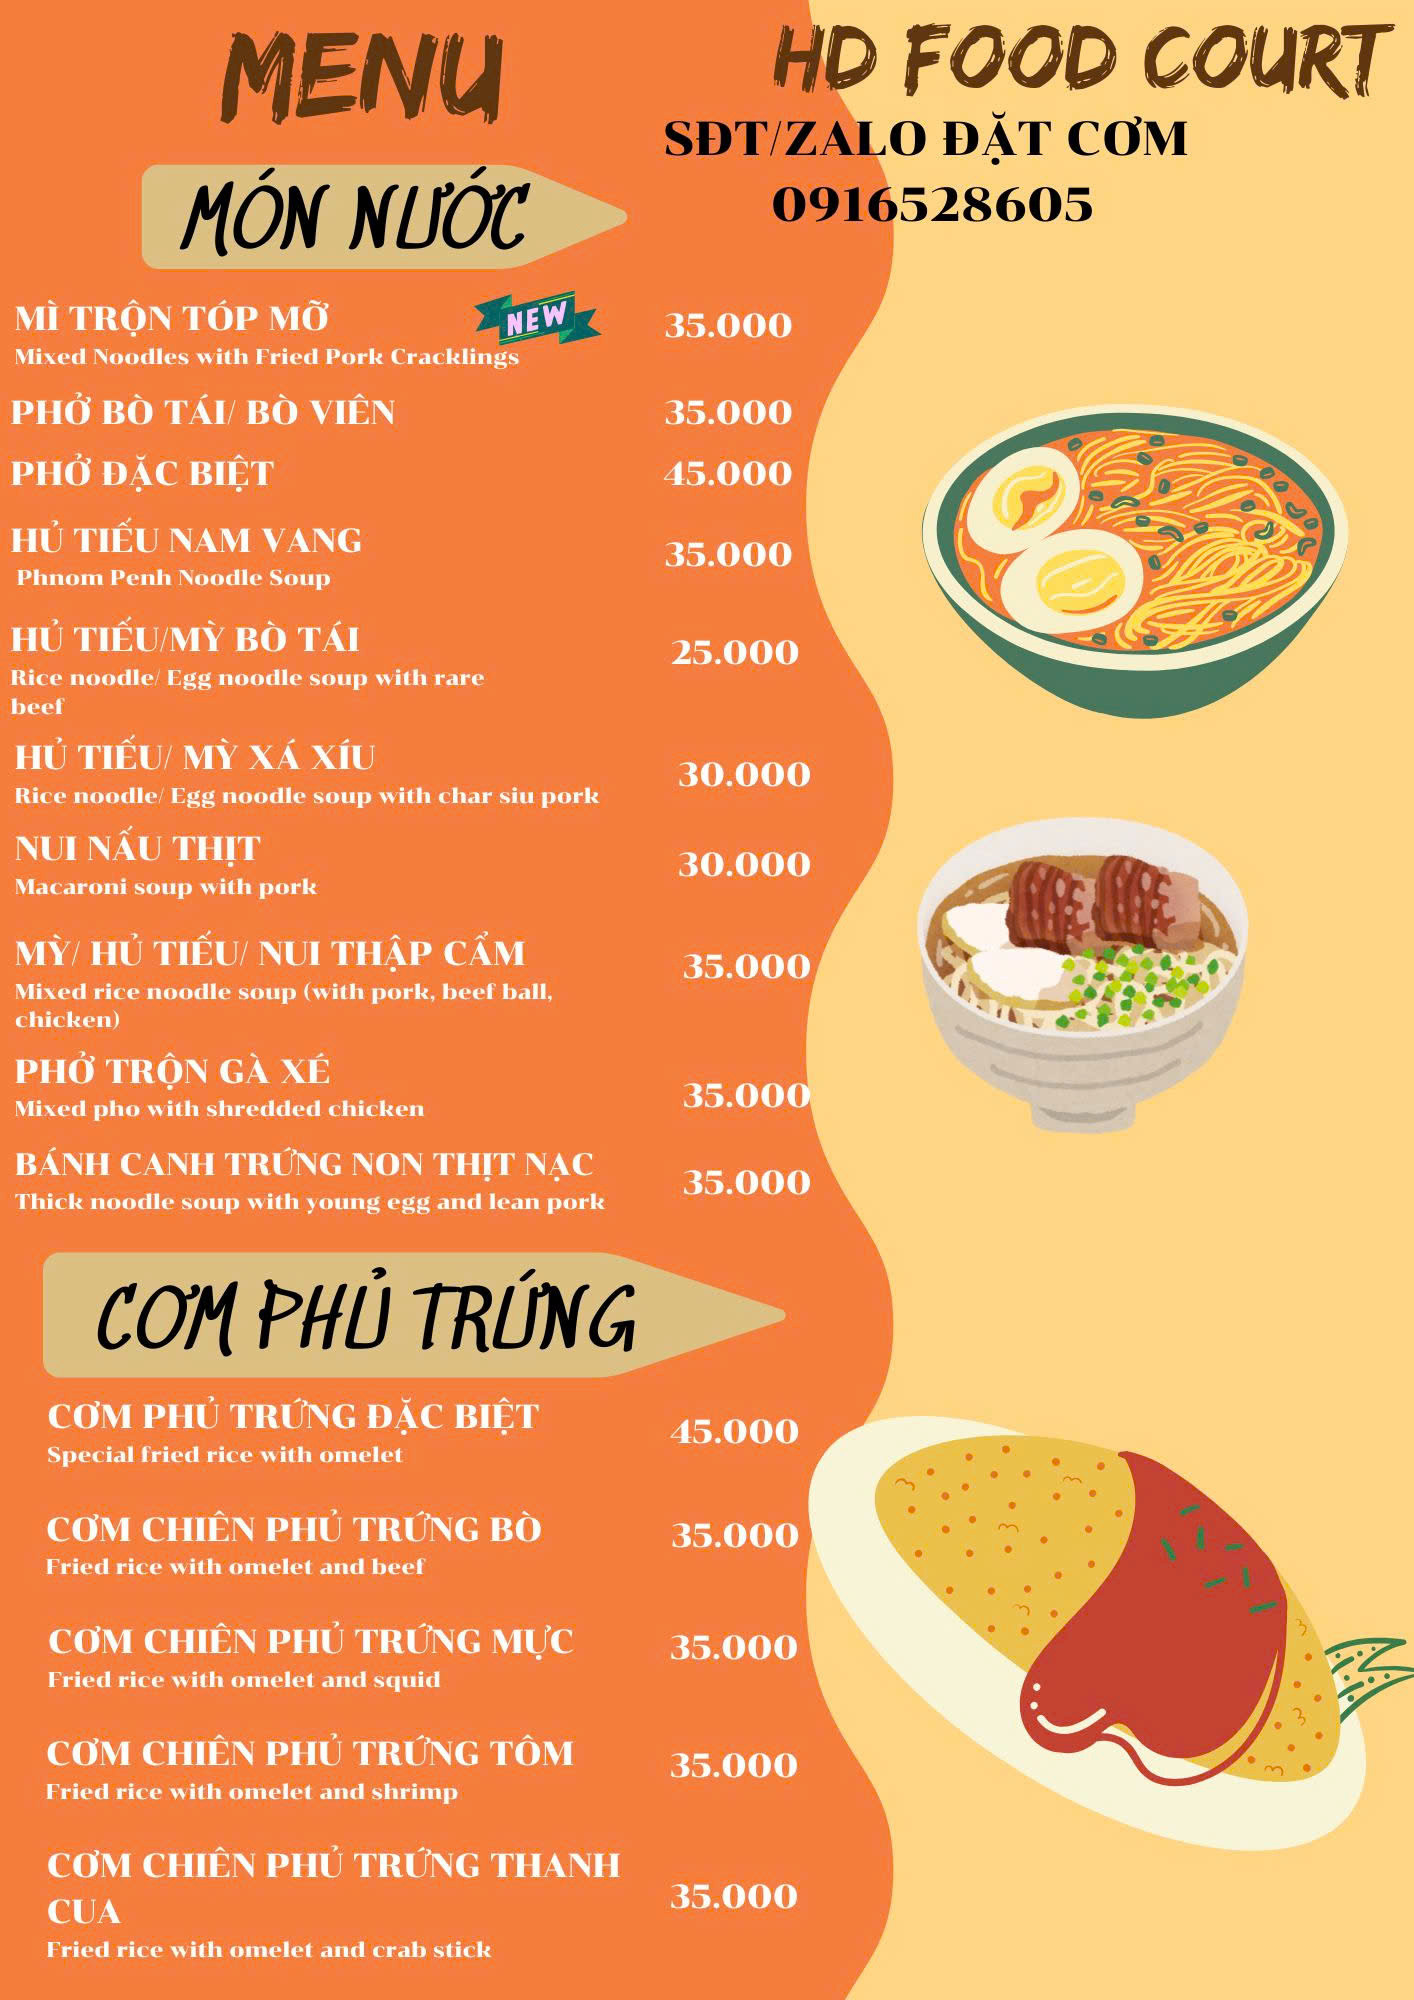 MENU
HD FOOD COURT
SĐT/ZALO ĐẶT CƠM
0916528605
MÓN NƯỚC
MÌ TRỘN TÓP MỠ
NEW
35.000
Mixed Noodles with Fried Pork Cracklings
PHỞ BÒ TÁI/ BÒ VIÊN
35.000
PHỞ ĐẶC BIỆT
45.000
HỦ TIẾU NAM VANG
35.000
Phnom Penh Noodle Soup
HỦ TIẾU/MỲ BÒ TÁI
25.000
Rice noodle/ Egg noodle soup with rare
beef
HỦ TIẾU/ MỲ XÁ XÍU
30.000
Rice noodle/ Egg noodle soup with char siu pork
NUI NẤU THỊT
30.000
Macaroni soup with pork
MỲ/ HỦ TIẾU/ NUI THẬP CẨM
35.000
Mixed rice noodle soup (with pork, beef ball,
chicken)
PHỞ TRỘN GÀ XÉ
35.000
Mixed pho with shredded chicken
BÁNH CANH TRỨNG NON THỊT NẠC
35.000
Thick noodle soup with young egg and lean pork
CƠM PHỦ TRỨNG
CƠM PHỦ TRỨNG ĐẶC BIỆT
45.000
Special fried rice with omelet
CƠM CHIÊN PHỦ TRỨNG BÒ
35.000
Fried rice with omelet and beef
CƠM CHIÊN PHỦ TRỨNG MỰC
35.000
Fried rice with omelet and squid
CƠM CHIÊN PHỦ TRỨNG TÔM
35.000
Fried rice with omelet and shrimp
CƠM CHIÊN PHỦ TRỨNG THANH
CUA
35.000
Fried rice with omelet and crab stick